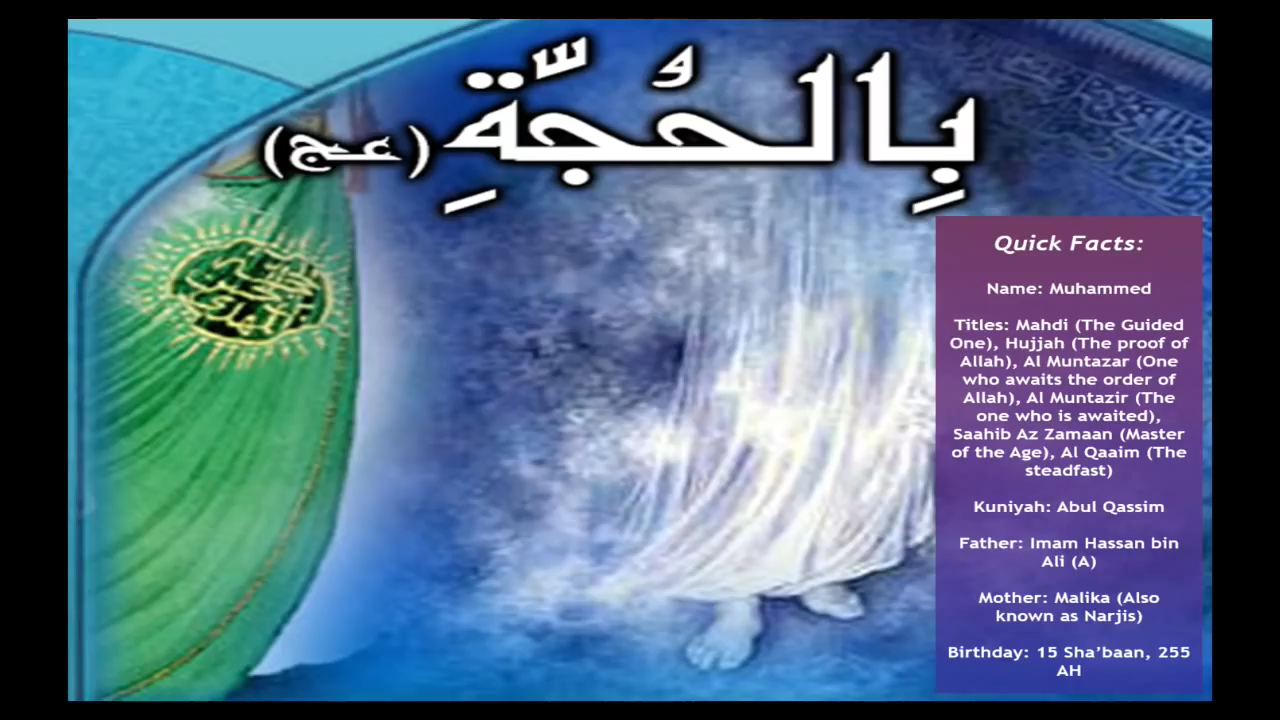 بِالحُجَّةِ (عج)
Quick Facts:
Name: Muhammed
Titles: Mahdi (The Guided
One), Hujjah (The proof of
Allah), Al Muntazar (One
who awaits the order of
Allah), Al Muntazir (The
one who is awaited),
Saahib Az Zamaan (Master
of the Age), Al Qaaim (The
steadfast)
Kuniyah: Abul Qassim
Father: Imam Hassan bin
Ali (A)
Mother: Malika (Also
known as Narjis)
Birthday: 15 Sha’baan, 255
AH